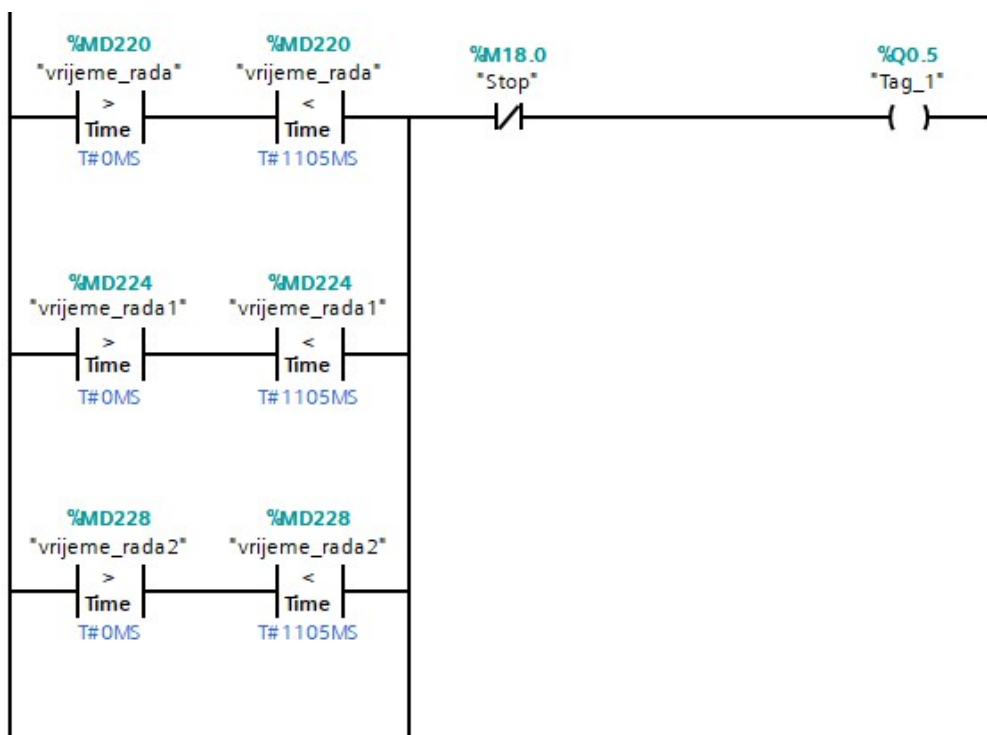 %MD220 %MD220
"vrijeme_rada" "vrijeme_rada"
%M18.0 %Q0.5
"Stop" "Tag_1"
> <
Time Time
T#0MS T#1105MS
%MD224 %MD224
"vrijeme_rada1" "vrijeme_rada1"
> <
Time Time
T#0MS T#1105MS
%MD228 %MD228
"vrijeme_rada2" "vrijeme_rada2"
> <
Time Time
T#0MS T#1105MS